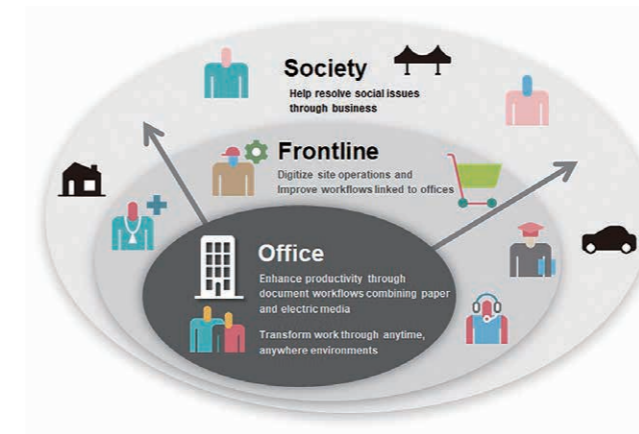 Society
Help resolve social issues
through business
Frontline
Digitize site operations and
Improve workflows linked to offices
Office
Enhance productivity through
document workflows combining paper
and electric media
Transform work through anytime,
anywhere environments